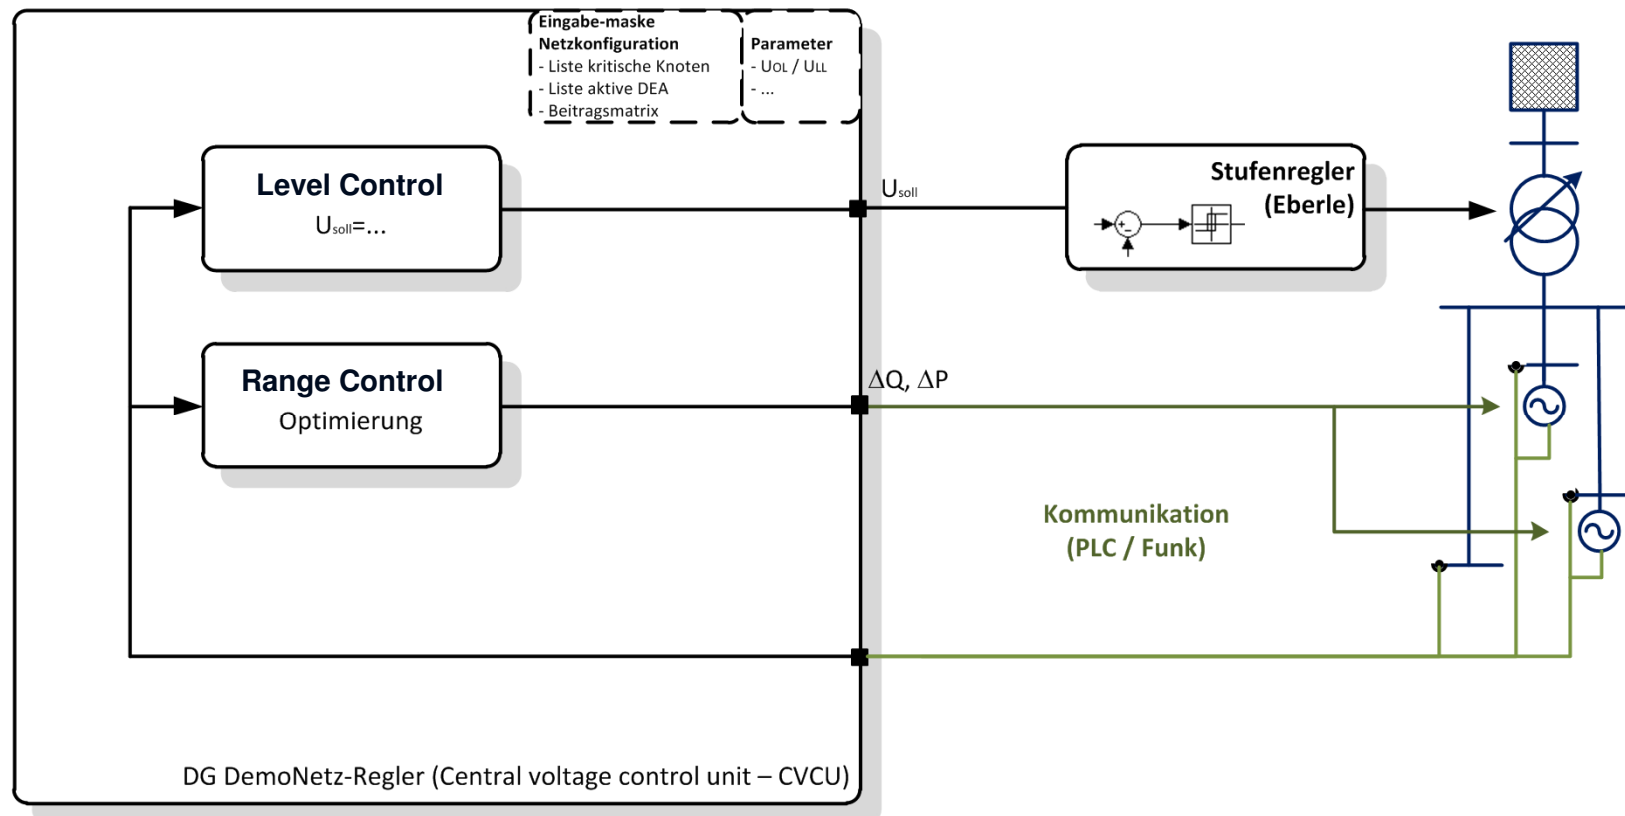 Eingabe-maske
Netzkonfiguration
- Liste kritische Knoten
- Liste aktive DEA
- Beitragsmatrix
Parameter
- UOL / ULL
- ...
Level Control
Usoll=...
Usoll
Stufenregler
(Eberle)
+
-
Range Control
Optimierung
ΔQ, ΔP
Kommunikation
(PLC / Funk)
DG DemoNetz-Regler (Central voltage control unit – CVCU)